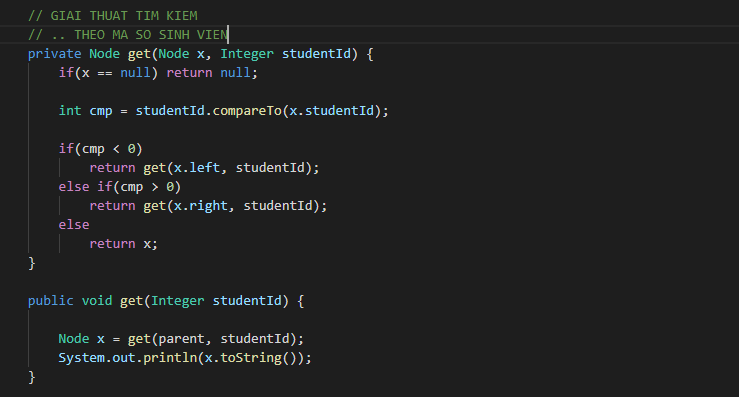 // GIAI THUAT TIM KIEM
// .. THEO MA SO SINH VIEN
private Node get(Node x, Integer studentId) {
    if(x == null) return null;
    int cmp = studentId.compareTo(x.studentId);
    if(cmp < 0)
        return get(x.left, studentId);
    else if(cmp > 0)
        return get(x.right, studentId);
    else
        return x;
}
public void get(Integer studentId) {
    Node x = get(parent, studentId);
    System.out.println(x.toString());
}